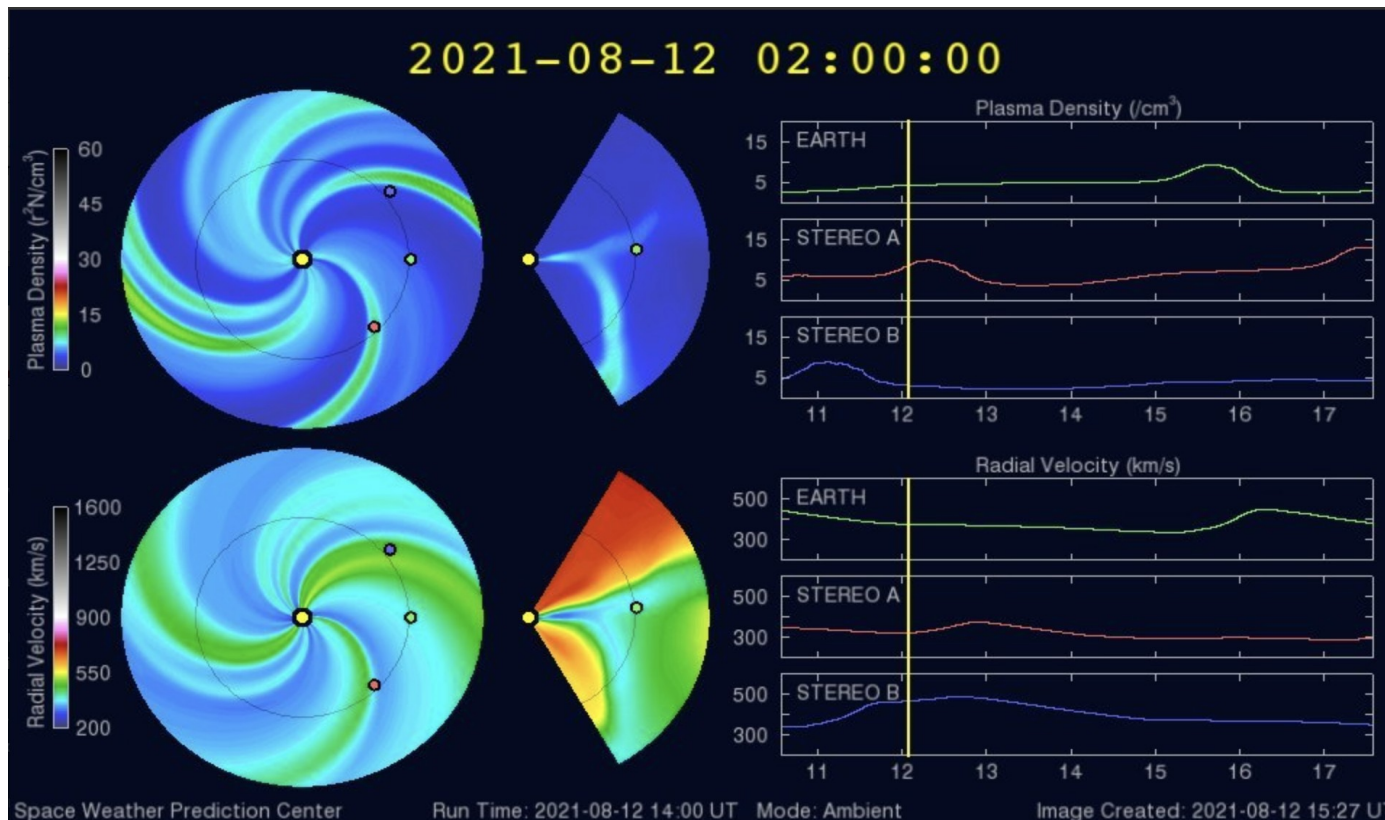 2021-08-12 02:00:00
Plasma Density (r²N/cm³)
60
45
30
15
0
Plasma Density (/cm³)
EARTH
15
5
STEREO A
15
5
STEREO B
15
5
11 12 13 14 15 16 17
Radial Velocity (km/s)
1600
1250
900
550
200
Radial Velocity (km/s)
EARTH
500
300
STEREO A
500
300
STEREO B
500
300
11 12 13 14 15 16 17
Space Weather Prediction Center Run Time: 2021-08-12 14:00 UT Mode: Ambient Image Created: 2021-08-12 15:27 U